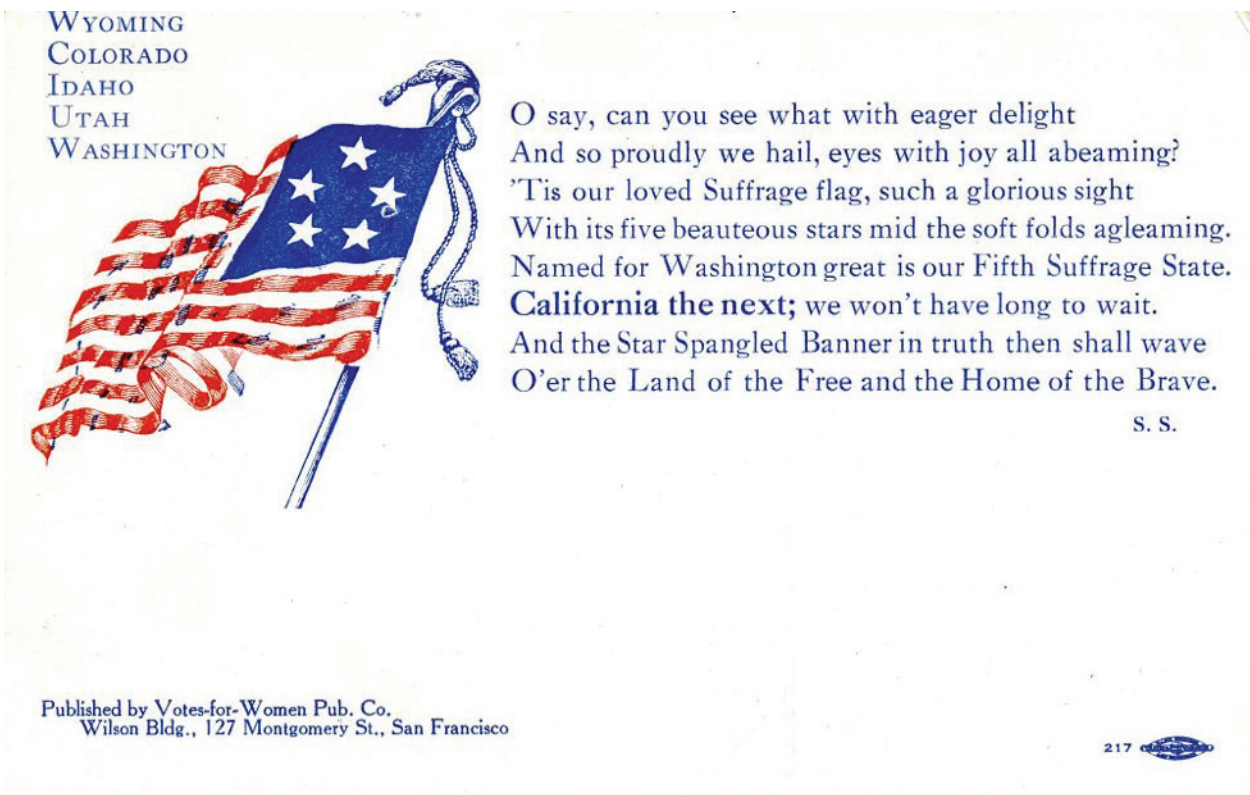 WYOMING
COLORADO
IDAHO
UTAH
WASHINGTON
O say, can you see what with eager delight
And so proudly we hail, eyes with joy all abeaming?
'Tis our loved Suffrage flag, such a glorious sight
With its five beauteous stars mid the soft folds agleaming.
Named for Washington great is our Fifth Suffrage State.
California the next; we won't have long to wait.
And the Star Spangled Banner in truth then shall wave
O'er the Land of the Free and the Home of the Brave.
S. S.
Published by Votes-for-Women Pub. Co.
Wilson Bldg., 127 Montgomery St., San Francisco
217